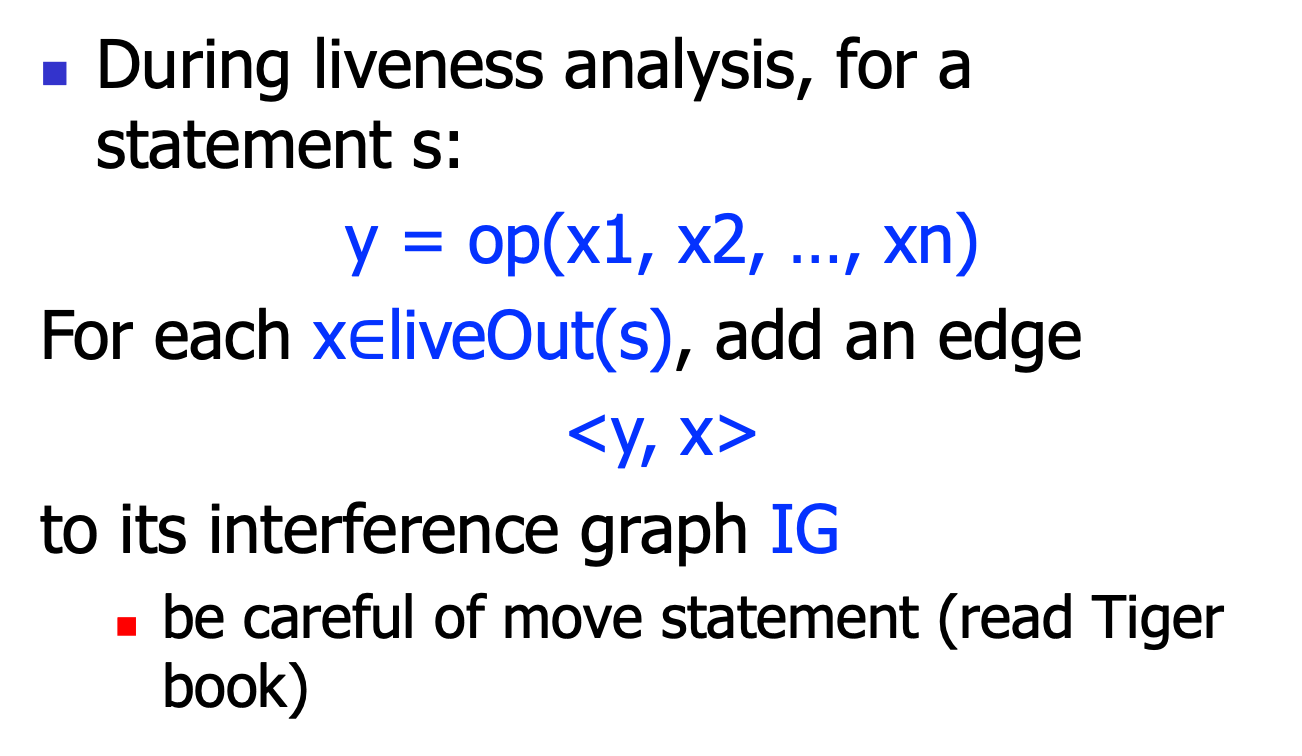 During liveness analysis, for a
statement s:
y = op(x1, x2, …, xn)
For each x∈liveOut(s), add an edge
<y, x>
to its interference graph IG
be careful of move statement (read Tiger
book)